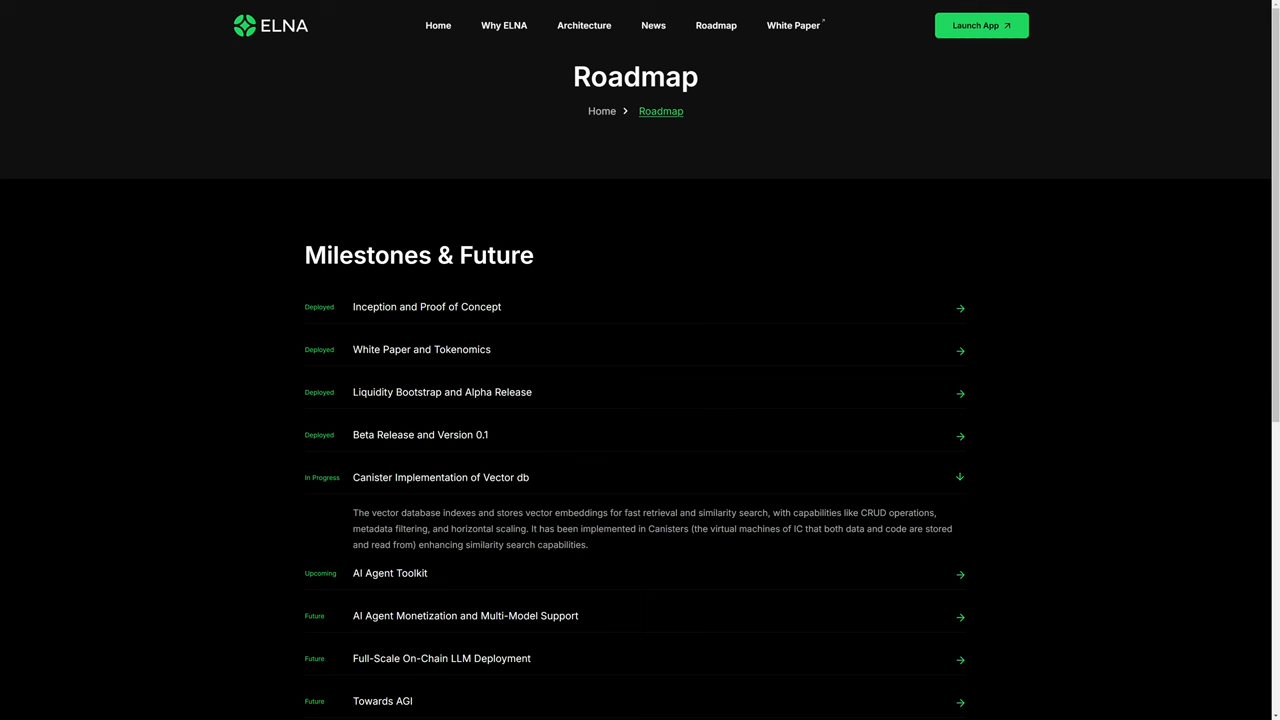 ELNA
Home Why ELNA Architecture News Roadmap White Paper Launch App
Roadmap
Home Roadmap
Milestones & Future
Deployed Inception and Proof of Concept
Deployed White Paper and Tokenomics
Deployed Liquidity Bootstrap and Alpha Release
Deployed Beta Release and Version 0.1
In Progress Canister Implementation of Vector db
The vector database indexes and stores vector embeddings for fast retrieval and similarity search, with capabilities like CRUD operations,
metadata filtering, and horizontal scaling. It has been implemented in Canisters (the virtual machines of IC that both data and code are stored
and read from) enhancing similarity search capabilities.
Upcoming AI Agent Toolkit
Future AI Agent Monetization and Multi-Model Support
Future Full-Scale On-Chain LLM Deployment
Future Towards AGI